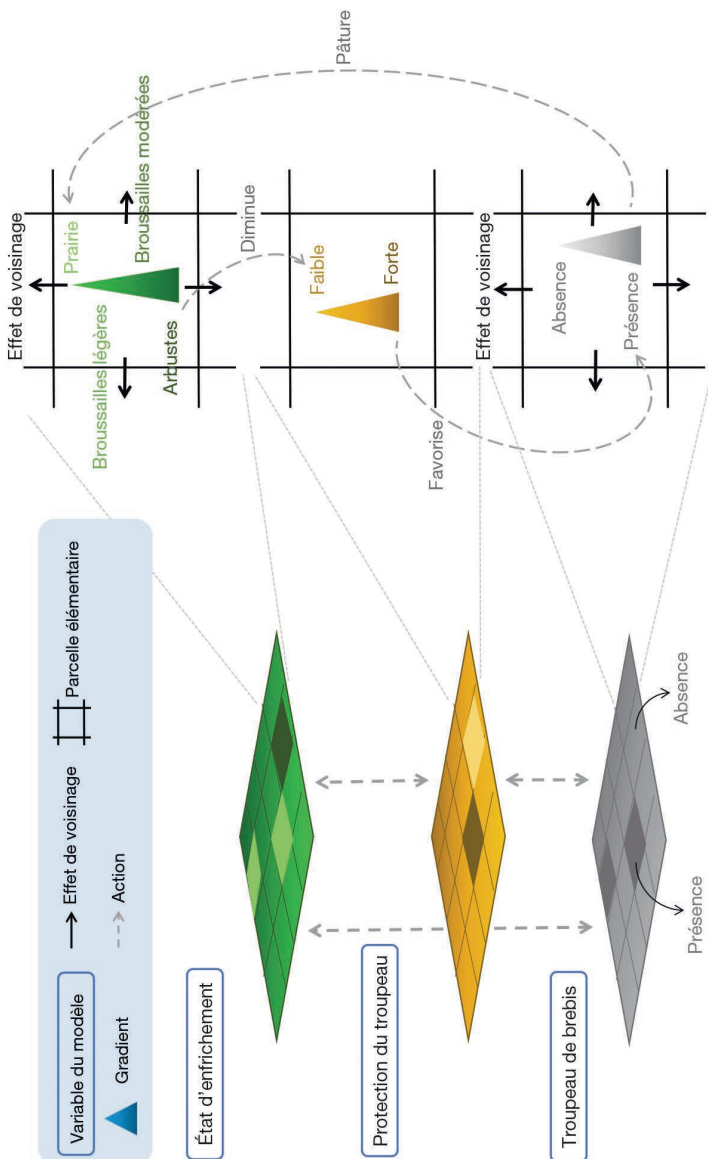 Variable du modèle
Effet de voisinage
Parcelle élémentaire
Gradient
Action
État d'enfrichement
Protection du troupeau
Troupeau de brebis
Présence
Absence
Effet de voisinage
Prairie
Broussailles légères
Broussailles modérées
Arbustes
Diminue
Faible
Forte
Favorise
Effet de voisinage
Absence
Présence
Pâture